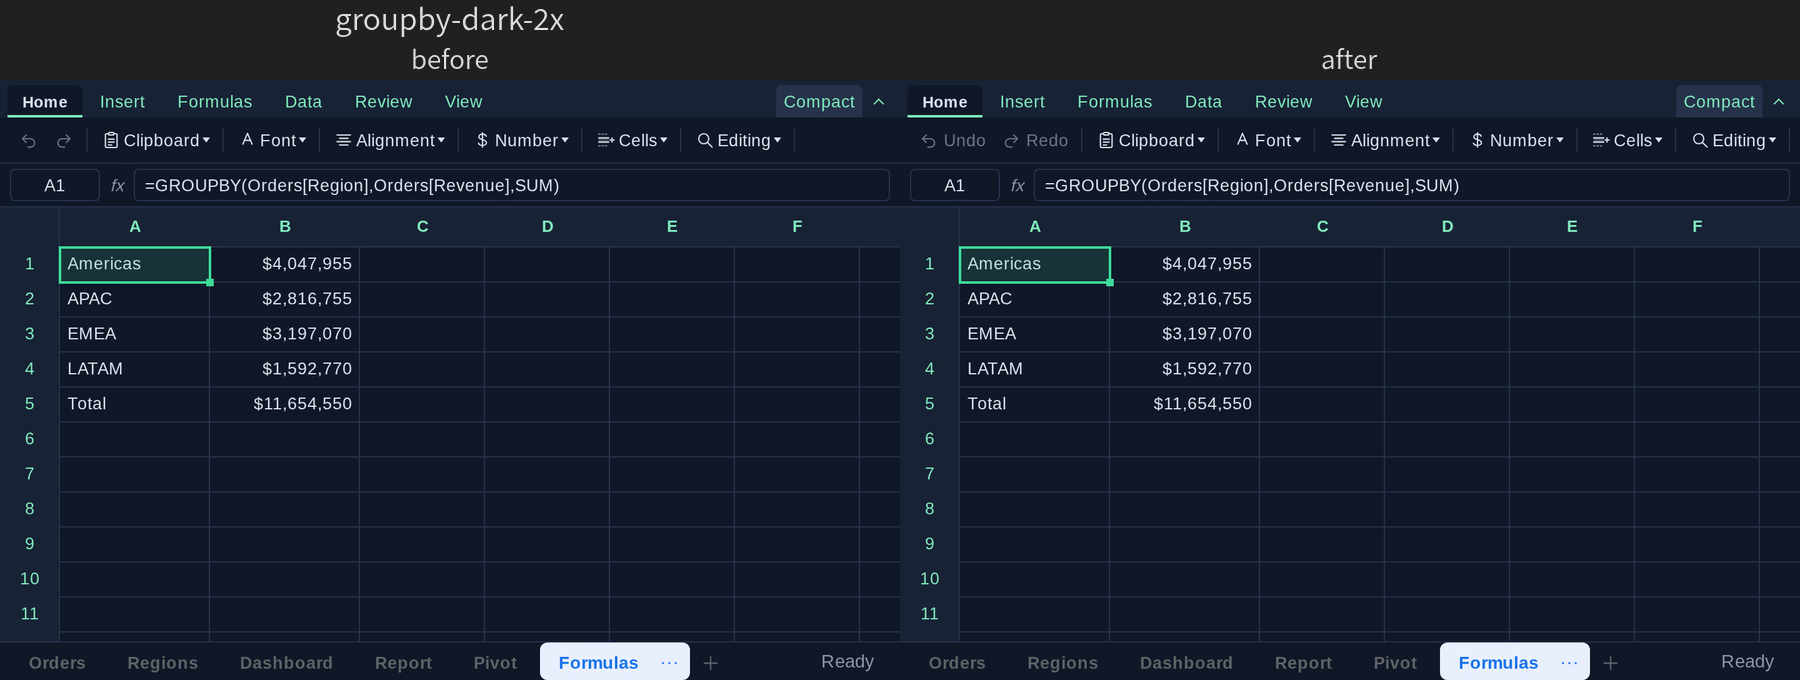 groupby-dark-2x
before
after
Home Insert Formulas Data Review View Compact
Undo Redo Clipboard Font Alignment Number Cells Editing
A1 fx =GROUPBY(Orders[Region],Orders[Revenue],SUM)
A B C D E F
1 Americas $4,047,955
2 APAC $2,816,755
3 EMEA $3,197,070
4 LATAM $1,592,770
5 Total $11,654,550
6
7
8
9
10
11
Orders Regions Dashboard Report Pivot Formulas ... + Ready
Home Insert Formulas Data Review View Compact
Clipboard Font Alignment Number Cells Editing
A1 fx =GROUPBY(Orders[Region],Orders[Revenue],SUM)
A B C D E F
1 Americas $4,047,955
2 APAC $2,816,755
3 EMEA $3,197,070
4 LATAM $1,592,770
5 Total $11,654,550
6
7
8
9
10
11
Orders Regions Dashboard Report Pivot Formulas ... + Ready